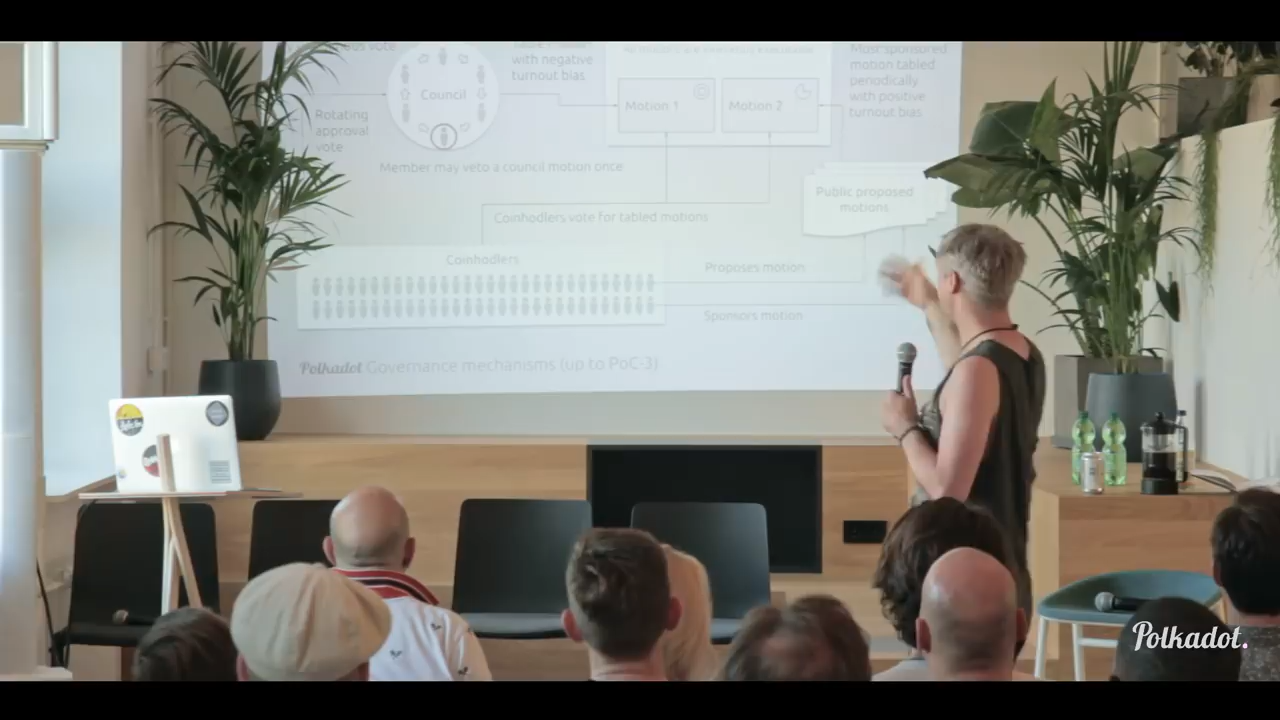 with negative
turnout bias
Council
Rotating
approval
vote
Motion 1
Motion 2
Most-sponsored
motion tabled
periodically
with positive
turnout bias
Member may veto a council motion once
Public proposed
motions
Coinhodlers vote for tabled motions
Coinhodlers
Proposes motion
Sponsors motion
Polkadot Governance mechanisms (up to PoC-3)
Polkadot.